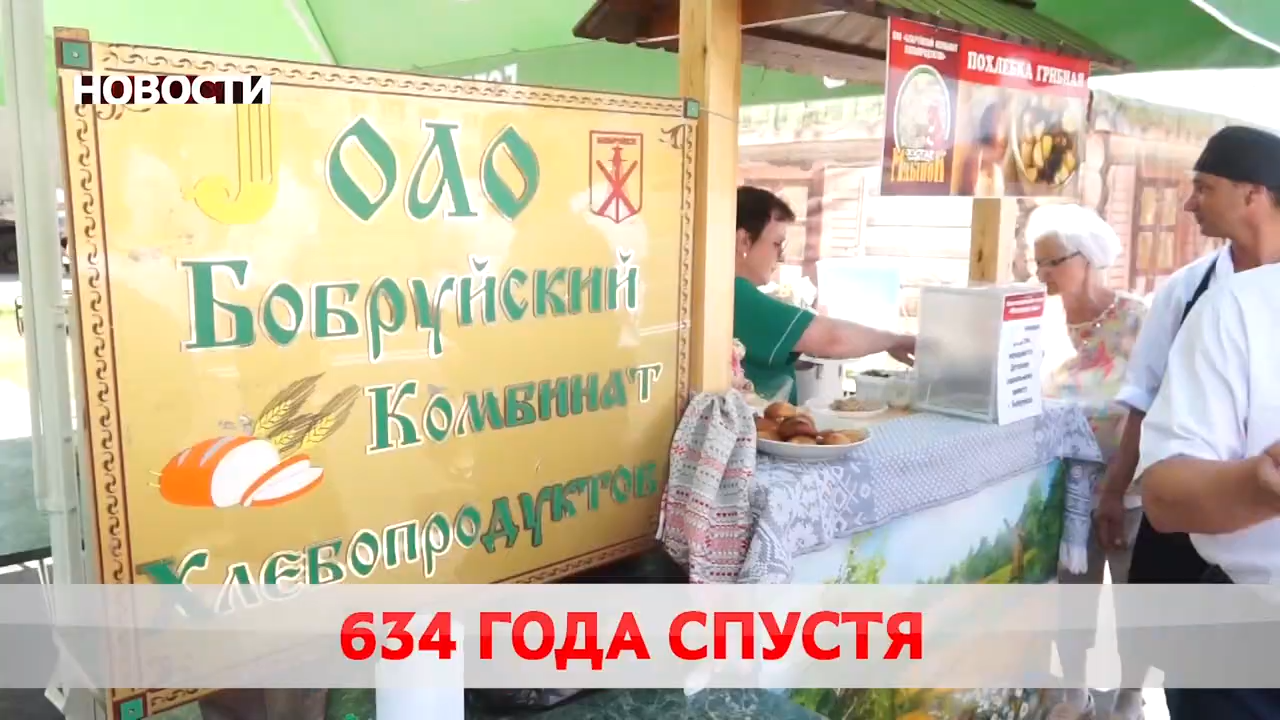 НОВОСТИ
ОАО
Бобруйский
Комбинат
Хлебопродуктов
ПОХЛЕБКА ГРИБНАЯ
634 ГОДА СПУСТЯ